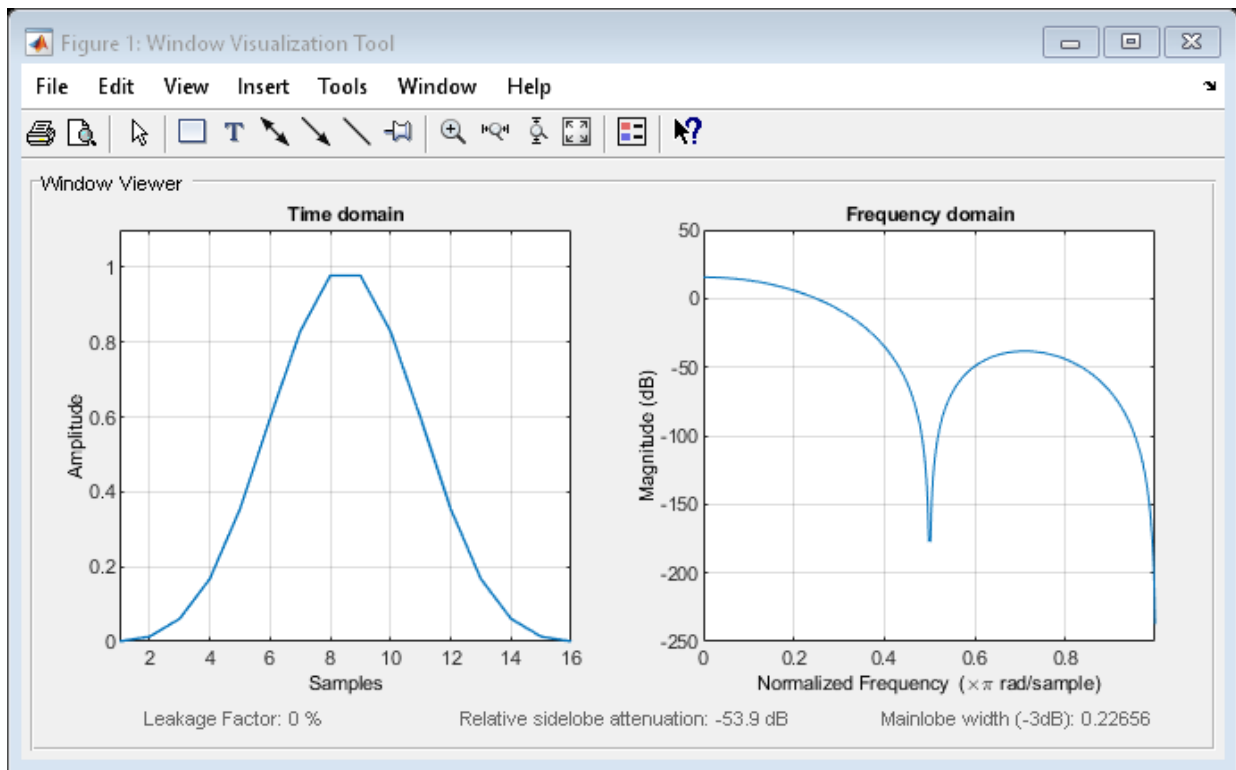 Figure 1: Window Visualization Tool
File Edit View Insert Tools Window Help
T
Window Viewer
Time domain
1
0.8
0.6
0.4
0.2
0
Amplitude
2 4 6 8 10 12 14 16
Samples
Frequency domain
50
0
-50
-100
-150
-200
-250
Magnitude (dB)
0 0.2 0.4 0.6 0.8
Normalized Frequency (×π rad/sample)
Leakage Factor: 0 % Relative sidelobe attenuation: -53.9 dB Mainlobe width (-3dB): 0.22656